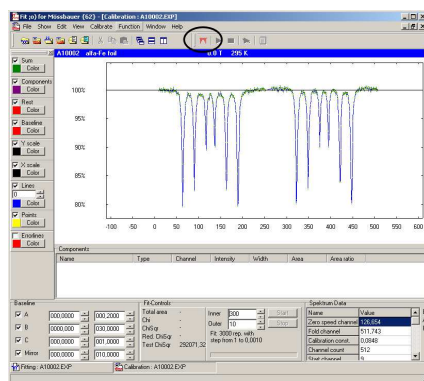 Fit ;o) for Mössbauer (62) - [Calibration : A10002.EXP]
File Show Edit View Calibrate Function Window Help
A10002 alfa-Fe foil 0.0 T 295 K
Sum
Color
Components
Color
Rest
Color
Baseline
Color
Y scale
Color
X scale
Color
Lines
0
Color
Points
Color
Errorlines
Color
100%
95%
90%
85%
80%
-100 -50 0 50 100 150 200 250 300 350 400 450 500 550 600
Components
Name Type Channel Intensity Width Area Area ratio
Baseline
A 000,0000 000,2000
B 0000,000 030,0000
C 000,0000 001,0000
Mirror 000,0000 010,0000
Fit-Controls
Total area -
Chi -
ChiSqr -
Red. ChiSqr -
Test ChiSqr 292071,32
Inner 300
Outer 10
Fit: 3000 rep. with
step from 1 to 0,0010
Start
Stop
Spektrum Data
Name Value
Zero speed channel 126,654
Fold channel 511,743
Calibration const. 0,0848
Channel count 512
Start channel 9
Fitting : A10002.EXP
Calibration : A10002.EXP